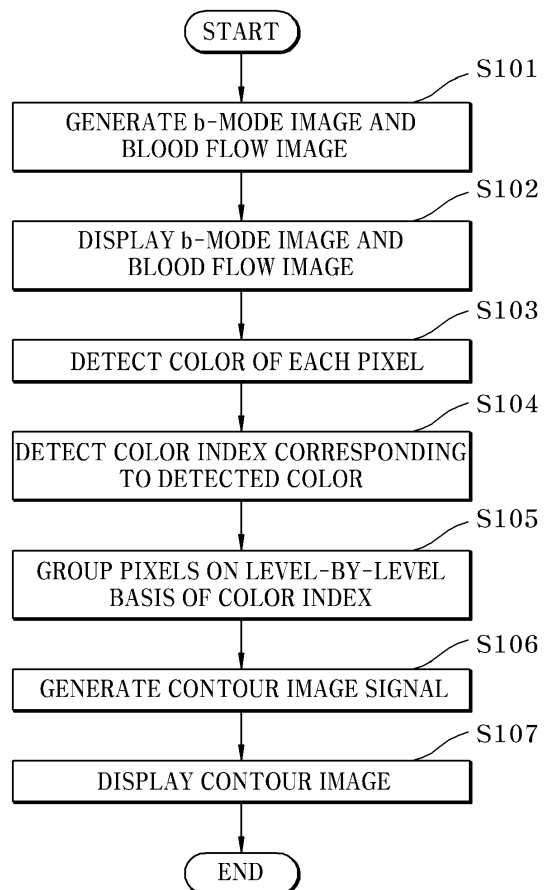 START
S101
GENERATE b-MODE IMAGE AND
BLOOD FLOW IMAGE
S102
DISPLAY b-MODE IMAGE AND
BLOOD FLOW IMAGE
S103
DETECT COLOR OF EACH PIXEL
S104
DETECT COLOR INDEX CORRESPONDING
TO DETECTED COLOR
S105
GROUP PIXELS ON LEVEL-BY-LEVEL
BASIS OF COLOR INDEX
S106
GENERATE CONTOUR IMAGE SIGNAL
S107
DISPLAY CONTOUR IMAGE
END